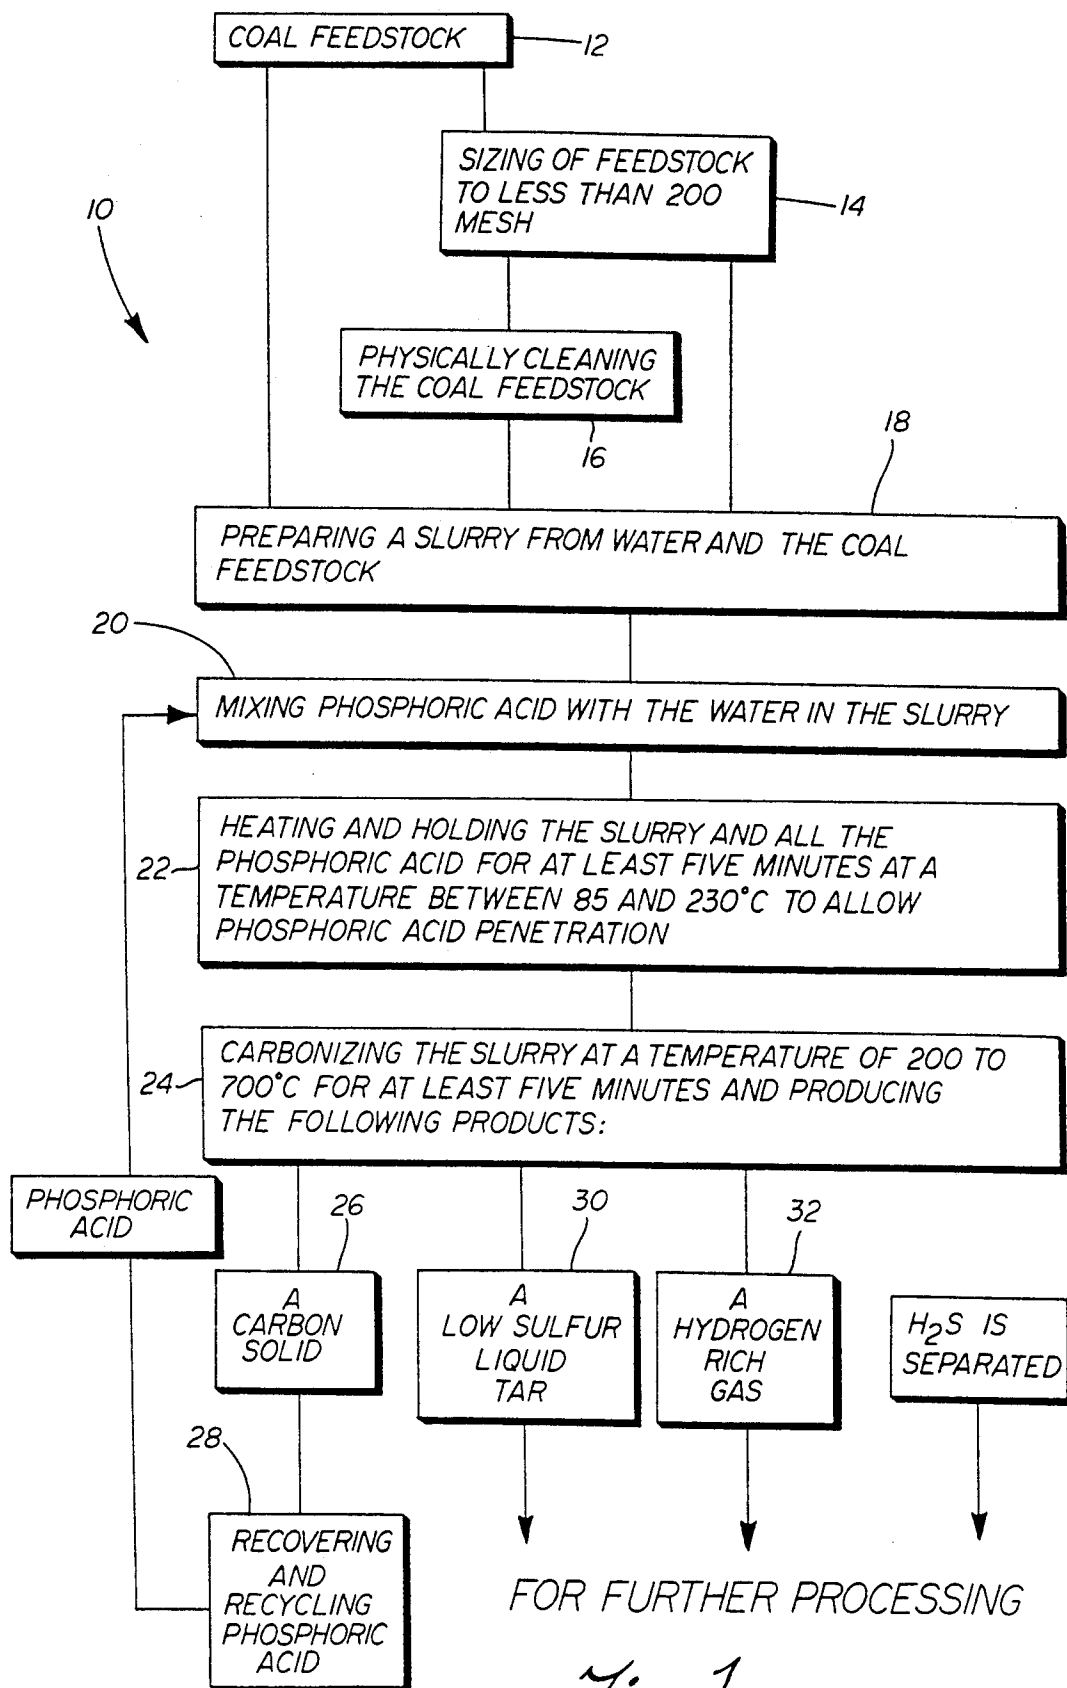 COAL FEEDSTOCK
12
SIZING OF FEEDSTOCK
TO LESS THAN 200
MESH
14
10
PHYSICALLY CLEANING
THE COAL FEEDSTOCK
16
18
PREPARING A SLURRY FROM WATER AND THE COAL
FEEDSTOCK
20
MIXING PHOSPHORIC ACID WITH THE WATER IN THE SLURRY
HEATING AND HOLDING THE SLURRY AND ALL THE
PHOSPHORIC ACID FOR AT LEAST FIVE MINUTES AT A
TEMPERATURE BETWEEN 85 AND 230°C TO ALLOW
PHOSPHORIC ACID PENETRATION
22
CARBONIZING THE SLURRY AT A TEMPERATURE OF 200 TO
700°C FOR AT LEAST FIVE MINUTES AND PRODUCING
THE FOLLOWING PRODUCTS:
24
PHOSPHORIC
ACID
26
A
CARBON
SOLID
30
A
LOW SULFUR
LIQUID
TAR
32
A
HYDROGEN
RICH
GAS
H2S IS
SEPARATED
28
RECOVERING
AND
RECYCLING
PHOSPHORIC
ACID
FOR FURTHER PROCESSING
1